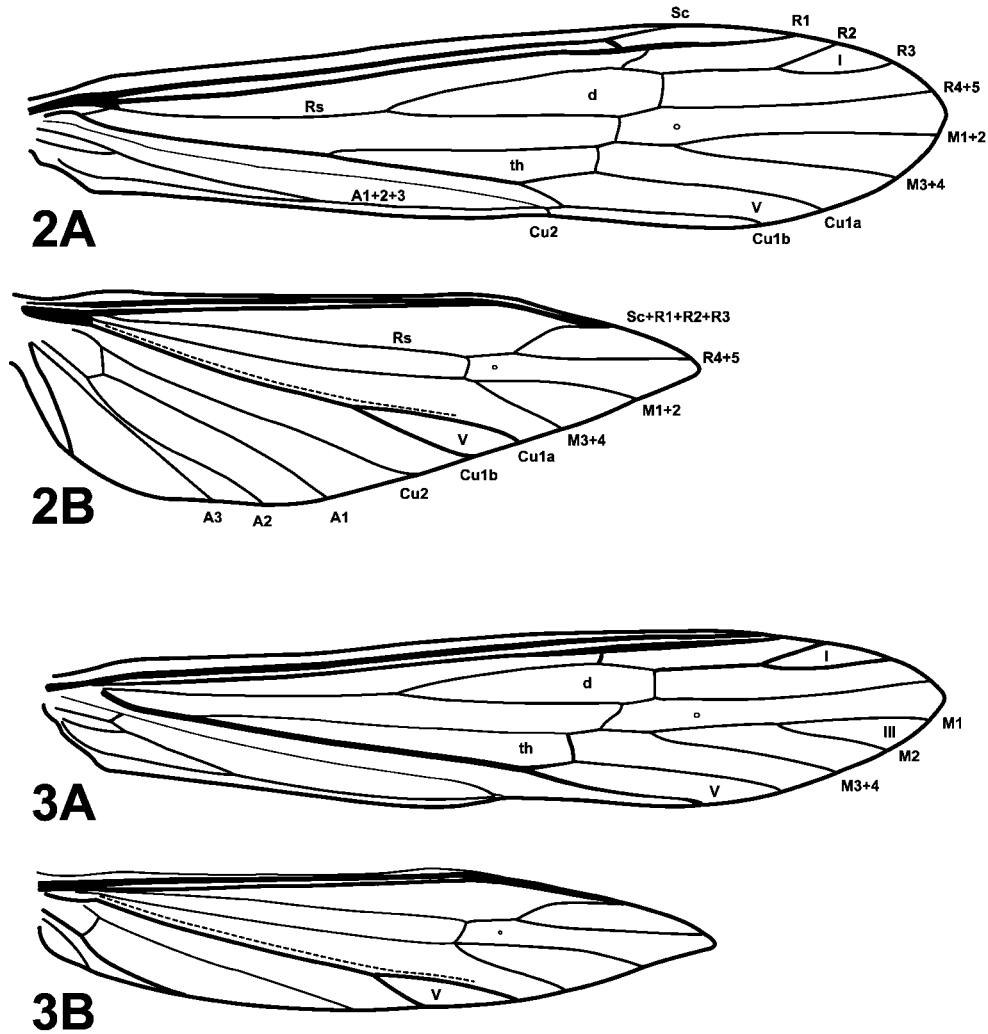 Sc
R1
R2
R3
I
R4+5
d
Rs
M1+2
th
M3+4
A1+2+3
V
Cu1a
Cu2
Cu1b
2A
Sc+R1+R2+R3
Rs
R4+5
M1+2
V
M3+4
Cu1a
Cu1b
Cu2
A3
A2
A1
2B
I
d
M1
III
th
M2
M3+4
V
3A
V
3B